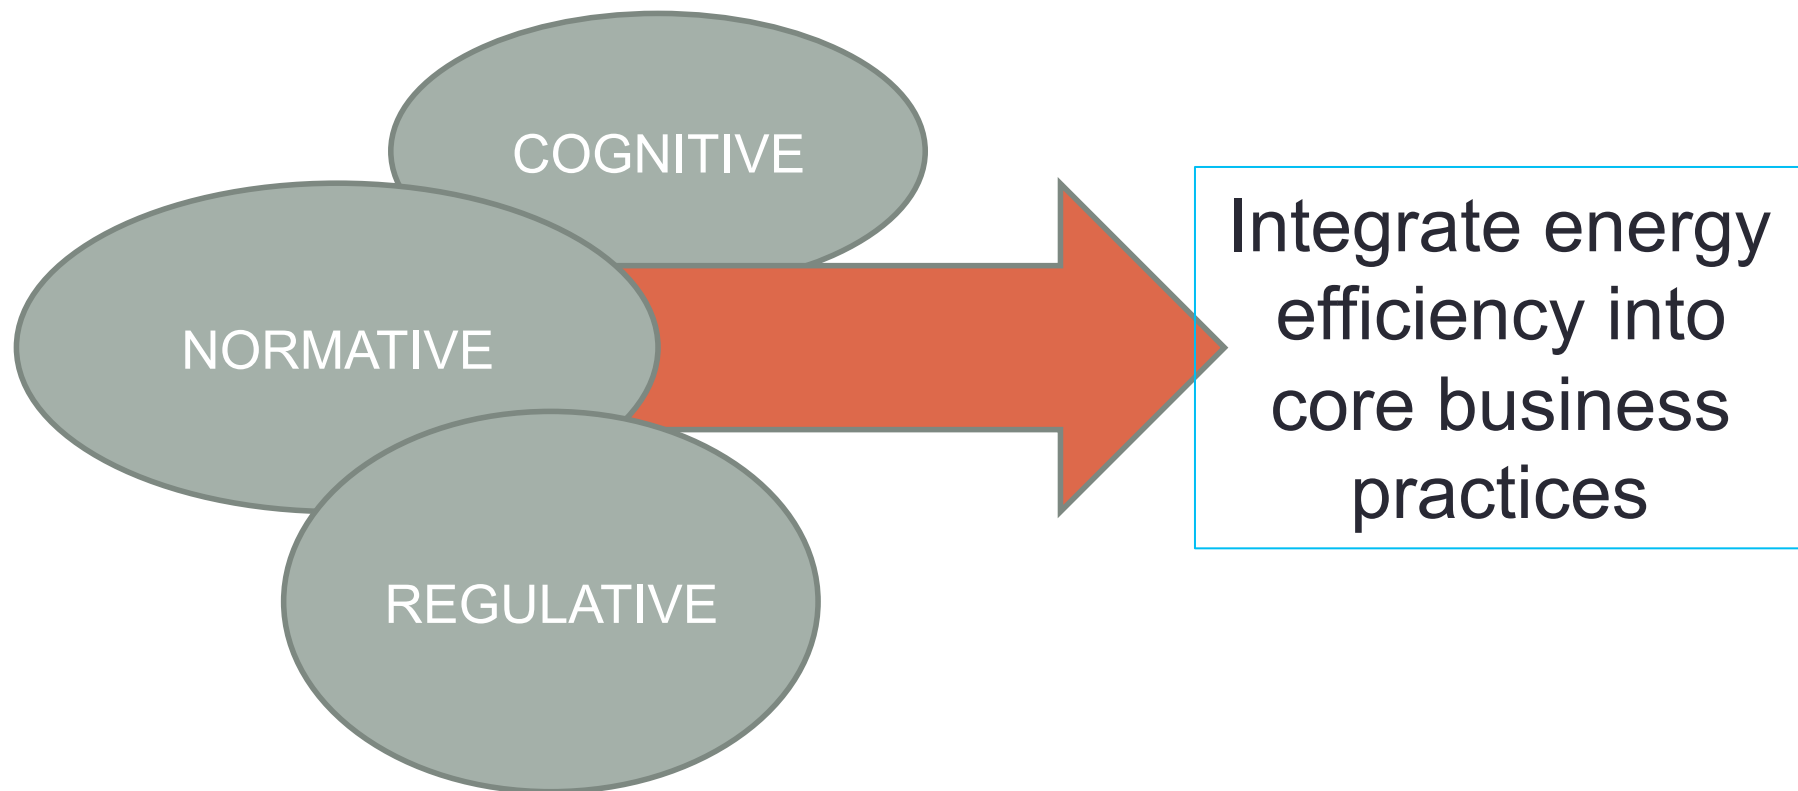 COGNITIVE
NORMATIVE
REGULATIVE
Integrate energy
efficiency into
core business
practices